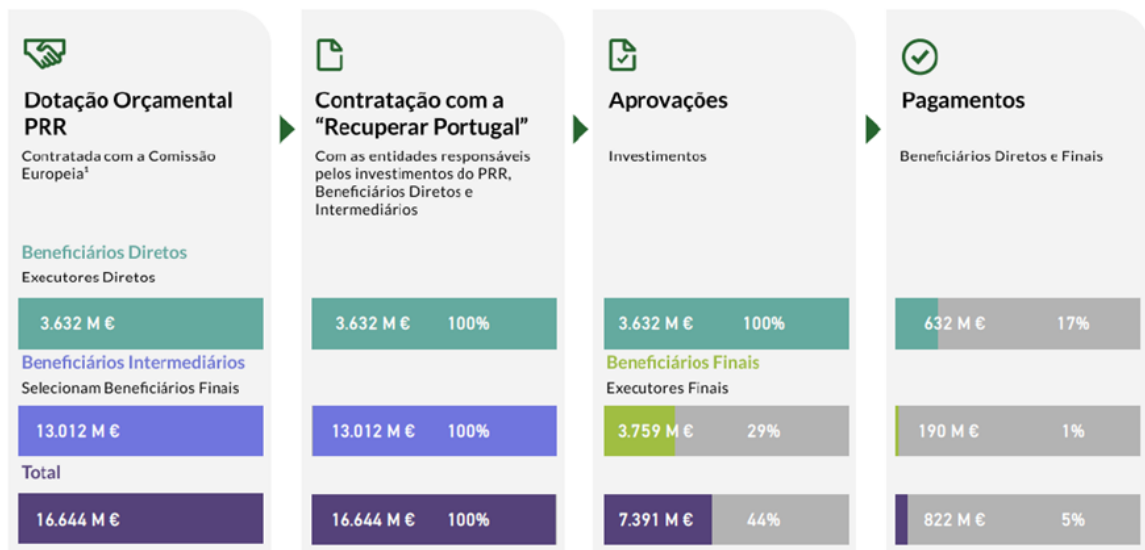 Dotação Orçamental
PRR
Contratada com a Comissão
Europeia¹
Beneficiários Diretos
Executores Diretos
3.632 M €
Beneficiários Intermediários
Selecionam Beneficiários Finais
13.012 M €
Total
16.644 M €
Contratação com a
“Recuperar Portugal”
Com as entidades responsáveis
pelos investimentos do PRR,
Beneficiários Diretos e
Intermediários
3.632 M € 100%
13.012 M € 100%
16.644 M € 100%
Aprovações
Investimentos
3.632 M € 100%
Beneficiários Finais
Executores Finais
3.759 M € 29%
7.391 M € 44%
Pagamentos
Beneficiários Diretos e Finais
632 M € 17%
190 M € 1%
822 M € 5%